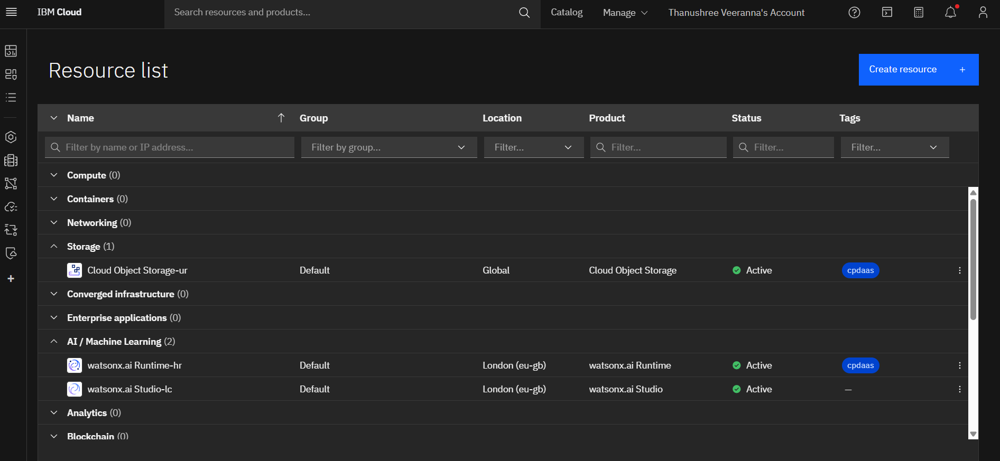 IBM Cloud Search resources and products... Catalog Manage Thanushree Veeranna's Account
Resource list
Create resource +
Name Group Location Product Status Tags
Filter by name or IP address... Filter by group... Filter... Filter... Filter... Filter...
Compute (0)
Containers (0)
Networking (0)
Storage (1)
Cloud Object Storage-ur Default Global Cloud Object Storage Active cpdaas
Converged infrastructure (0)
Enterprise applications (0)
AI / Machine Learning (2)
watsonx.ai Runtime-hr Default London (eu-gb) watsonx.ai Runtime Active cpdaas
watsonx.ai Studio-lc Default London (eu-gb) watsonx.ai Studio Active —
Analytics (0)
Blockchain (0)